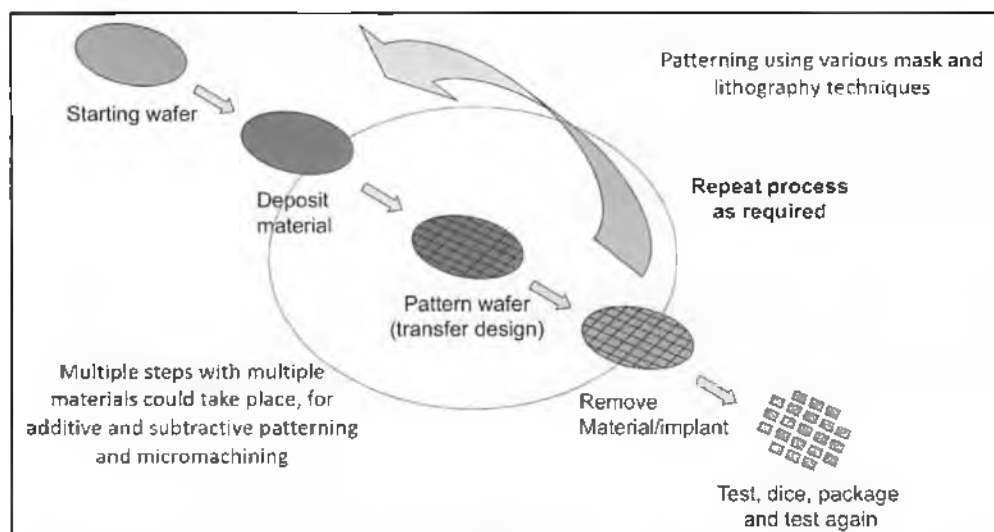 Patterning using various mask and
lithography techniques
Starting wafer
Deposit
material
Repeat process
as required
Pattern wafer
(transfer design)
Multiple steps with multiple
materials could take place, for
additive and subtractive patterning
and micromachining
Remove
Material/implant
Test, dice, package
and test again